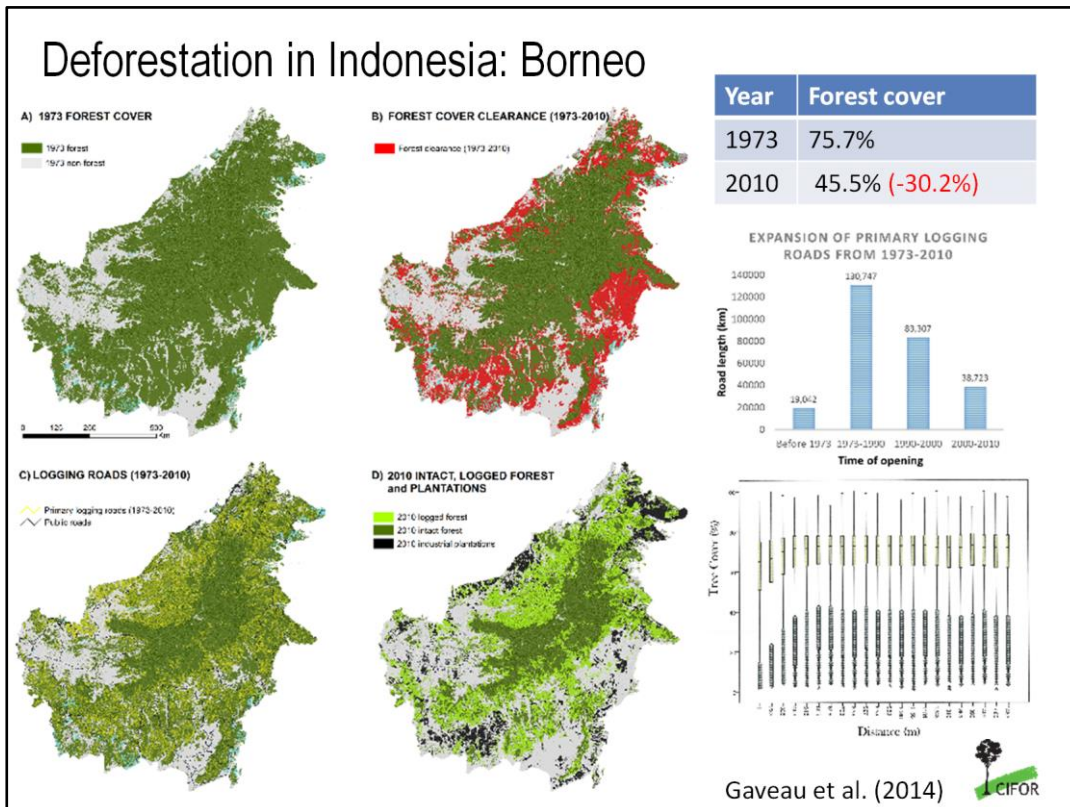 Deforestation in Indonesia: Borneo
A) 1973 FOREST COVER
1973 forest
1973 non-forest
0 100 200 500
Km
B) FOREST COVER CLEARANCE (1973-2010)
Forest clearance (1973-2010)
C) LOGGING ROADS (1973-2010)
Primary logging roads (1973-2010)
Public roads
D) 2010 INTACT, LOGGED FOREST
and PLANTATIONS
2010 logged forest
2010 intact forest
2010 industrial plantations
Year Forest cover
1973 75.7%
2010 45.5% (-30.2%)
EXPANSION OF PRIMARY LOGGING
ROADS FROM 1973-2010
Road length (km)
140000
120000
100000
80000
60000
40000
20000
0
19,042
130,747
83,307
38,723
Before 1973 1973-1990 1990-2000 2000-2010
Time of opening
Tree Cover (%)
Distance (m)
Gaveau et al. (2014)
CIFOR